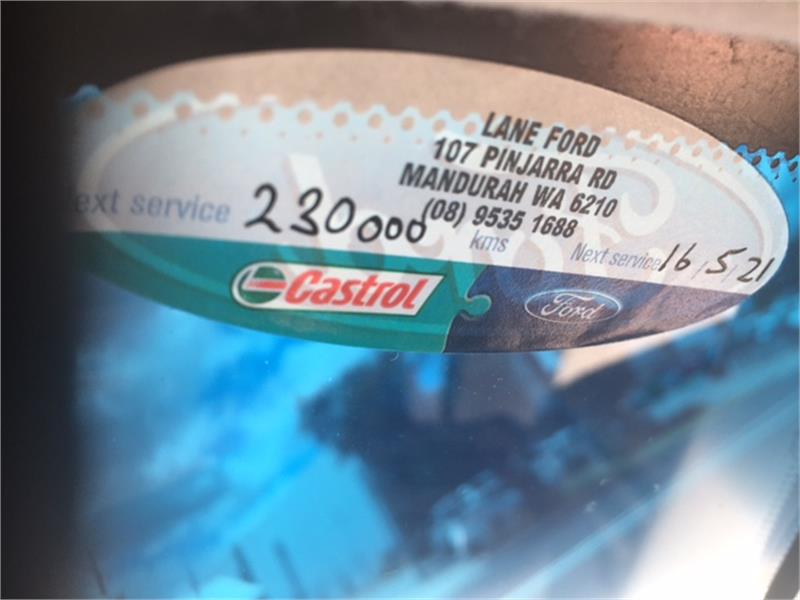 LANE FORD
107 PINJARRA RD
MANDURAH WA 6210
(08) 9535 1688
ext service 230000 kms
Next service 16/5/21
Castrol
Ford